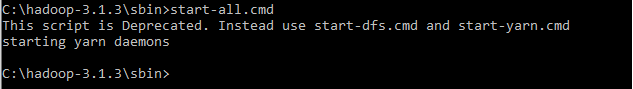 C:\hadoop-3.1.3\sbin>start-all.cmd
This script is Deprecated. Instead use start-dfs.cmd and start-yarn.cmd
starting yarn daemons
C:\hadoop-3.1.3\sbin>